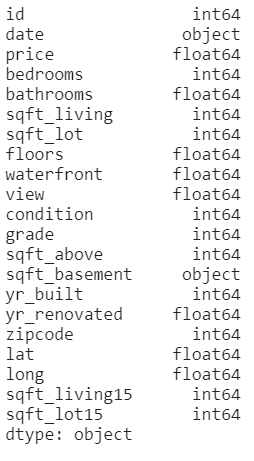 id                 int64
date              object
price            float64
bedrooms           int64
bathrooms        float64
sqft_living        int64
sqft_lot           int64
floors           float64
waterfront       float64
view             float64
condition          int64
grade              int64
sqft_above         int64
sqft_basement     object
yr_built           int64
yr_renovated     float64
zipcode            int64
lat              float64
long             float64
sqft_living15      int64
sqft_lot15         int64
dtype: object